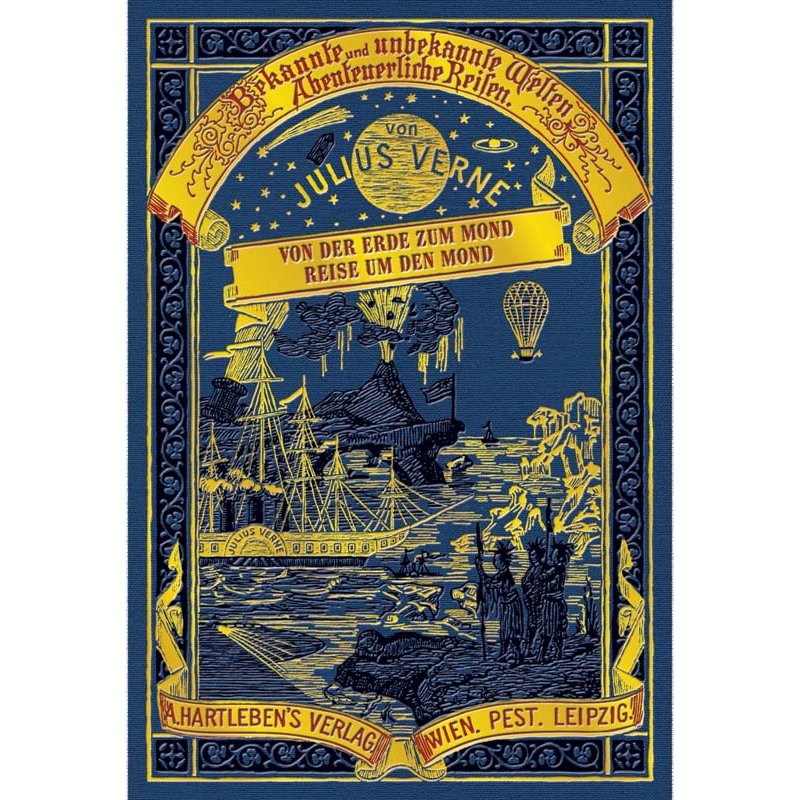 Bekannte und unbekannte Welten
Abenteuerliche Reisen.
von
JULIUS VERNE
VON DER ERDE ZUM MOND
REISE UM DEN MOND
JULIUS VERNE
A. HARTLEBEN'S VERLAG
WIEN. PEST. LEIPZIG.